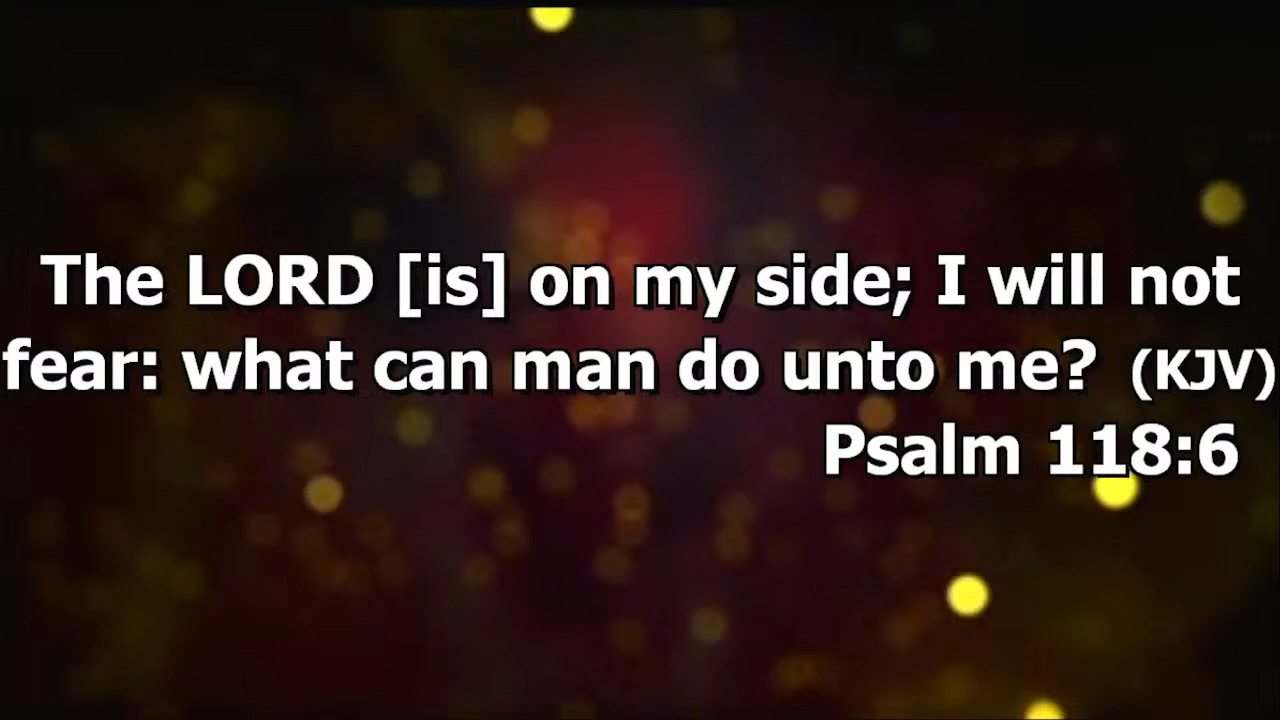 The LORD [is] on my side; I will not
fear: what can man do unto me? (KJV)
Psalm 118:6